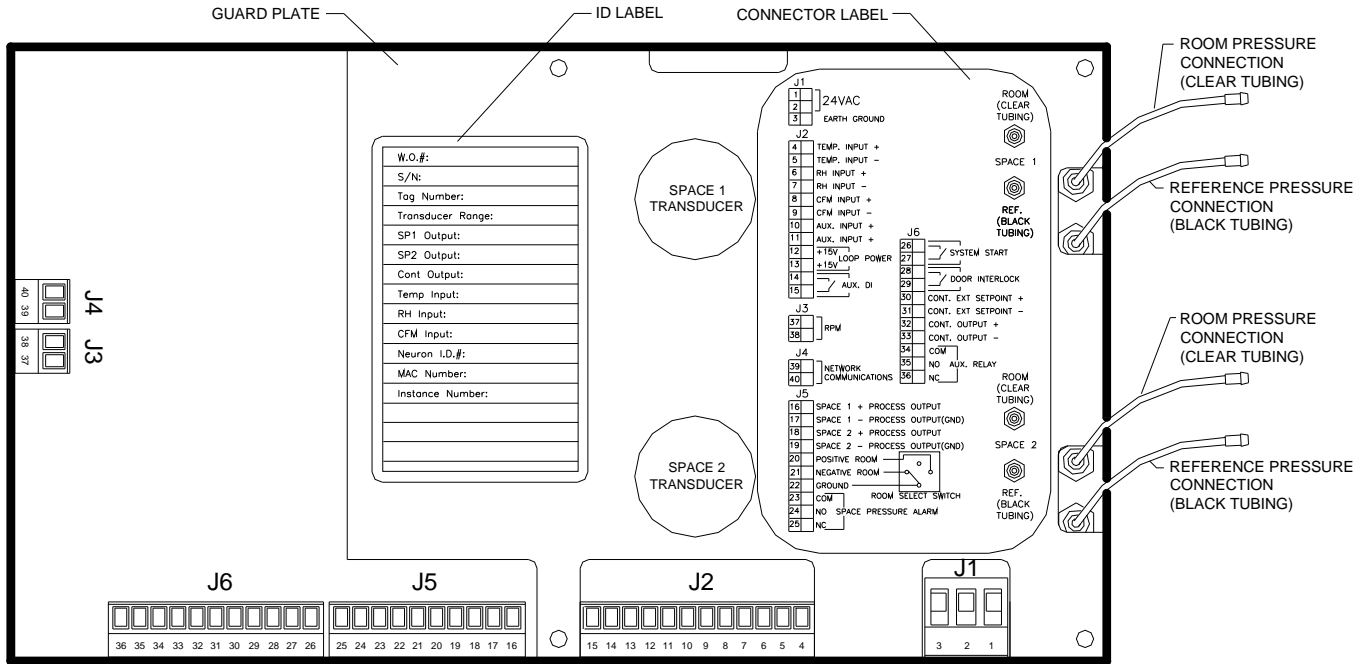 GUARD PLATE
ID LABEL
CONNECTOR LABEL
ROOM PRESSURE
CONNECTION
(CLEAR TUBING)
REFERENCE PRESSURE
CONNECTION
(BLACK TUBING)
ROOM PRESSURE
CONNECTION
(CLEAR TUBING)
REFERENCE PRESSURE
CONNECTION
(BLACK TUBING)
W.O.#:
S/N:
Tag Number:
Transducer Range:
SP1 Output:
SP2 Output:
Cont Output:
Temp Input:
RH Input:
CFM Input:
Neuron I.D.#:
MAC Number:
Instance Number:
SPACE 1
TRANSDUCER
SPACE 2
TRANSDUCER
J1
1
2
24VAC
3 EARTH GROUND
J2
4 TEMP. INPUT +
5 TEMP. INPUT -
6 RH INPUT +
7 RH INPUT -
8 CFM INPUT +
9 CFM INPUT -
10 AUX. INPUT +
11 AUX. INPUT +
12 +15V
LOOP POWER
13 +15V
14
AUX. DI
15
J3
37
RPM
38
J4
39 NETWORK
40 COMMUNICATIONS
J5
16 SPACE 1 + PROCESS OUTPUT
17 SPACE 1 - PROCESS OUTPUT(GND)
18 SPACE 2 + PROCESS OUTPUT
19 SPACE 2 - PROCESS OUTPUT(GND)
20 POSITIVE ROOM
21 NEGATIVE ROOM
22 GROUND
ROOM SELECT SWITCH
23 COM
24 NO SPACE PRESSURE ALARM
25 NC
J6
26
SYSTEM START
27
28
DOOR INTERLOCK
29
30 CONT. EXT SETPOINT +
31 CONT. EXT SETPOINT -
32 CONT. OUTPUT +
33 CONT. OUTPUT -
34 COM
35 NO AUX. RELAY
36 NC
ROOM
(CLEAR
TUBING)
SPACE 1
REF.
(BLACK
TUBING)
ROOM
(CLEAR
TUBING)
SPACE 2
REF.
(BLACK
TUBING)
J4
40 39
J3
38 37
J6
36 35 34 33 32 31 30 29 28 27 26
J5
25 24 23 22 21 20 19 18 17 16
J2
15 14 13 12 11 10 9 8 7 6 5 4
J1
3 2 1